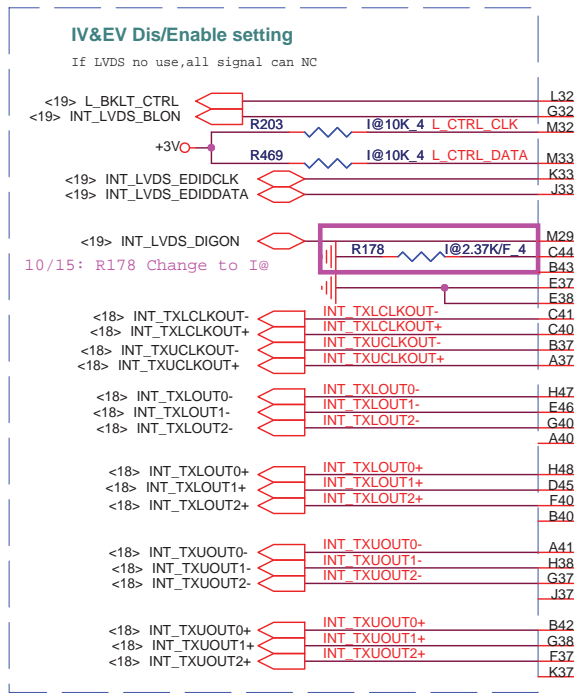 IV&EV Dis/Enable setting
If LVDS no use,all signal can NC
<19> L_BKLT_CTRL L32
<19> INT_LVDS_BLON G32
R203 I@10K_4 L_CTRL_CLK M32
+3V
R469 I@10K_4 L_CTRL_DATA M33
<19> INT_LVDS_EDIDCLK K33
<19> INT_LVDS_EDIDDATA J33
<19> INT_LVDS_DIGON M29
R178 I@2.37K/F_4 C44
10/15: R178 Change to I@ B43
E37
E38
<18> INT_TXLCLKOUT- INT_TXLCLKOUT- C41
<18> INT_TXLCLKOUT+ INT_TXLCLKOUT+ C40
<18> INT_TXUCLKOUT- INT_TXUCLKOUT- B37
<18> INT_TXUCLKOUT+ INT_TXUCLKOUT+ A37
<18> INT_TXLOUT0- INT_TXLOUT0- H47
<18> INT_TXLOUT1- INT_TXLOUT1- E46
<18> INT_TXLOUT2- INT_TXLOUT2- G40
A40
<18> INT_TXLOUT0+ INT_TXLOUT0+ H48
<18> INT_TXLOUT1+ INT_TXLOUT1+ D45
<18> INT_TXLOUT2+ INT_TXLOUT2+ F40
B40
<18> INT_TXUOUT0- INT_TXUOUT0- A41
<18> INT_TXUOUT1- INT_TXUOUT1- H38
<18> INT_TXUOUT2- INT_TXUOUT2- G37
J37
<18> INT_TXUOUT0+ INT_TXUOUT0+ B42
<18> INT_TXUOUT1+ INT_TXUOUT1+ G38
<18> INT_TXUOUT2+ INT_TXUOUT2+ F37
K37